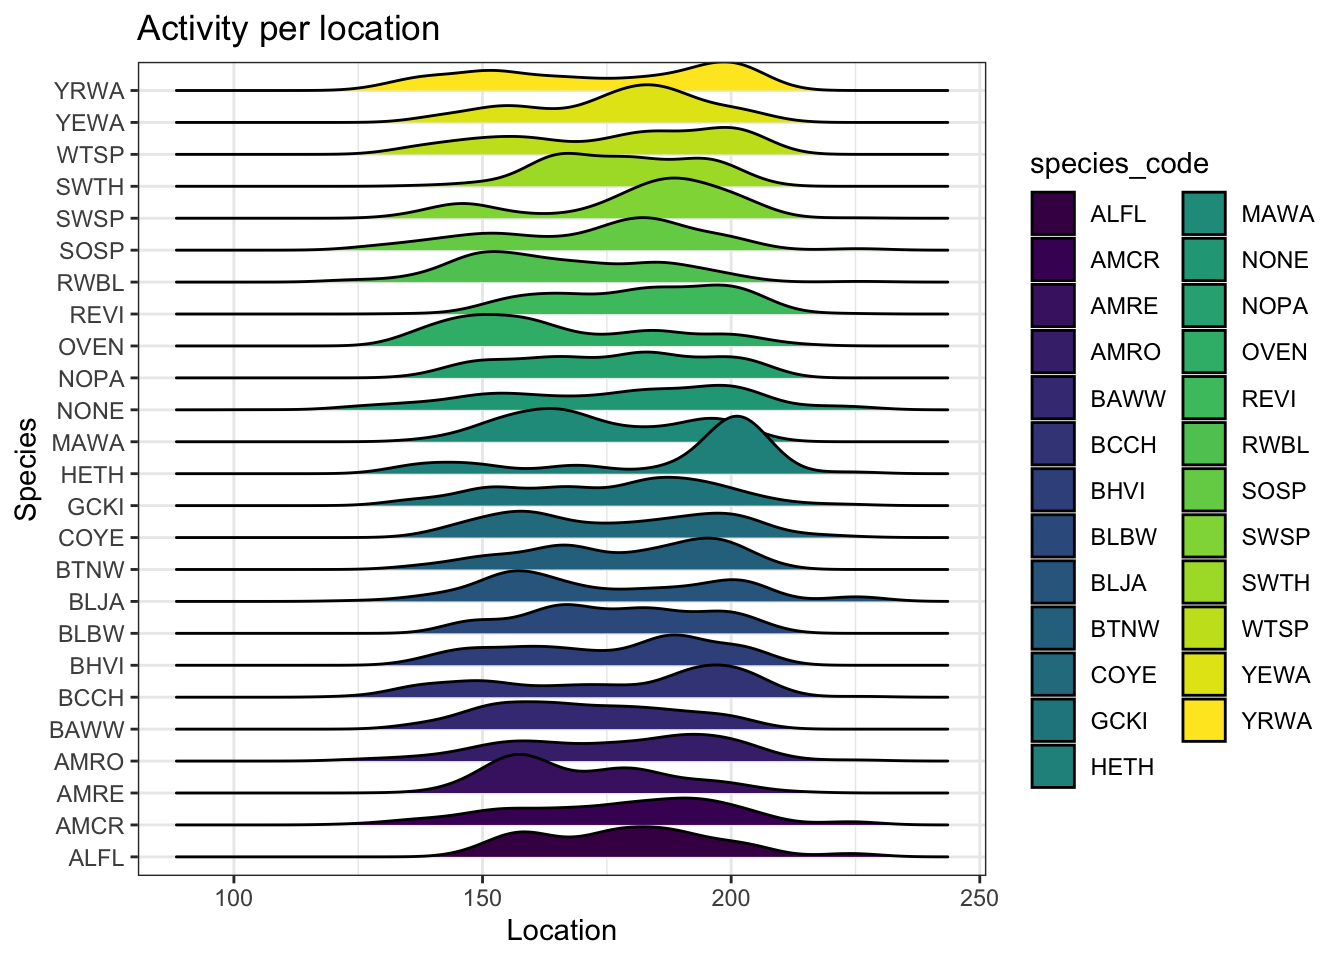 Activity per location
Species
YRWA
YEWA
WTSP
SWTH
SWSP
SOSP
RWBL
REVI
OVEN
NOPA
NONE
MAWA
HETH
GCKI
COYE
BTNW
BLJA
BLBW
BHVI
BCCH
BAWW
AMRO
AMRE
AMCR
ALFL
100 150 200 250
Location
species_code
ALFL MAWA
AMCR NONE
AMRE NOPA
AMRO OVEN
BAWW REVI
BCCH RWBL
BHVI SOSP
BLBW SWSP
BLJA SWTH
BTNW WTSP
COYE YEWA
GCKI YRWA
HETH